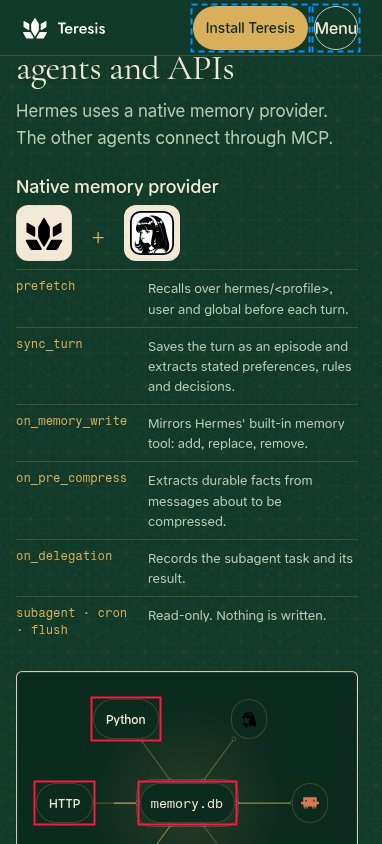 Teresis
Install Teresis
Menu
agents and APIs
Hermes uses a native memory provider.
The other agents connect through MCP.
Native memory provider
+
prefetch
Recalls over hermes/<profile>,
user and global before each turn.
sync_turn
Saves the turn as an episode and
extracts stated preferences, rules
and decisions.
on_memory_write
Mirrors Hermes' built-in memory
tool: add, replace, remove.
on_pre_compress
Extracts durable facts from
messages about to be
compressed.
on_delegation
Records the subagent task and its
result.
subagent · cron
· flush
Read-only. Nothing is written.
Python
HTTP
memory.db